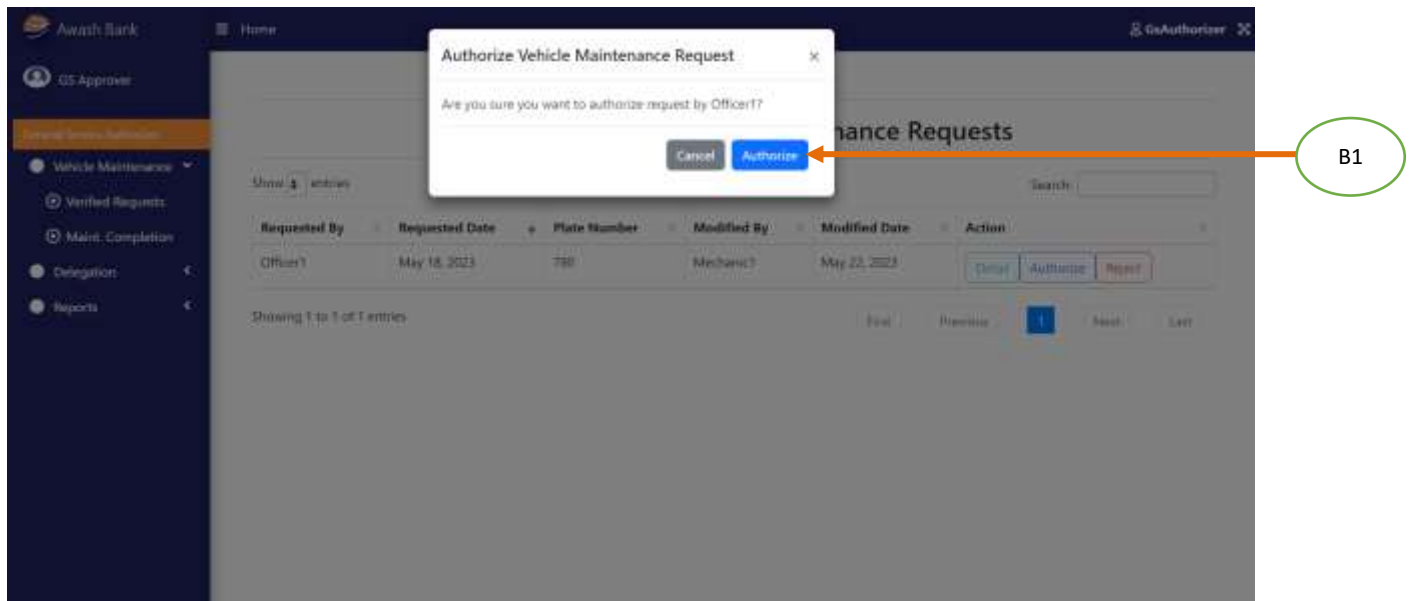 Awash Bank
Home
GsAuthorizer
GS Approver
Authorize Vehicle Maintenance Request ×
Are you sure you want to authorize request by Officer1?
Cancel Authorize
B1
nance Requests
Vehicle Maintenance
Verified Requests
Maint. Completion
Delegation
Reports
Show entries
Search:
Requested By Requested Date Plate Number Modified By Modified Date Action
Officer1 May 18, 2023 780 Mechanic1 May 22, 2023 Detail Authorize Reject
Showing 1 to 1 of 1 entries
First Previous 1 Next Last